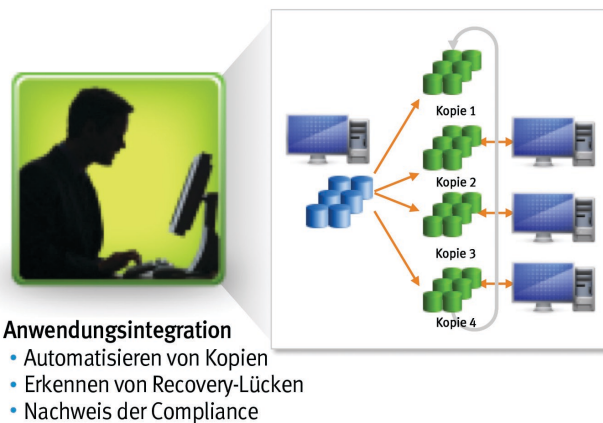 Kopie 1
Kopie 2
Kopie 3
Kopie 4
Anwendungsintegration
• Automatisieren von Kopien
• Erkennen von Recovery-Lücken
• Nachweis der Compliance